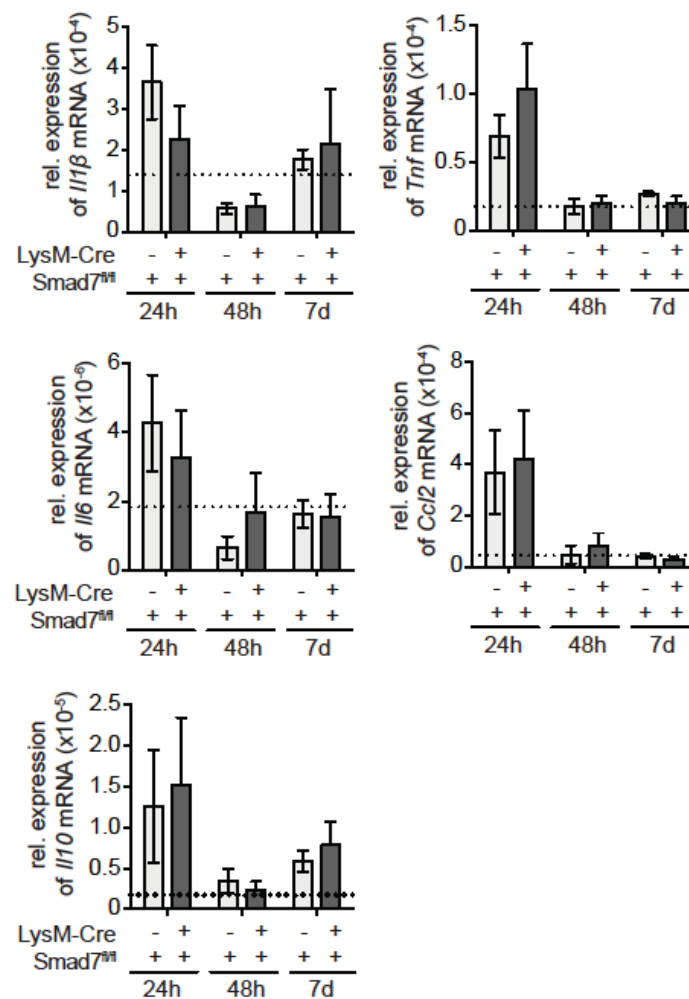 rel. expression
of Il1β mRNA (x10-4)
5
4
3
2
1
0
LysM-Cre - + - + - +
Smad7fl/fl + + + + + +
24h 48h 7d
rel. expression
of Tnf mRNA (x10-4)
1.5
1.0
0.5
0
- + - + - +
+ + + + + +
24h 48h 7d
rel. expression
of Il6 mRNA (x10-6)
6
4
2
0
LysM-Cre - + - + - +
Smad7fl/fl + + + + + +
24h 48h 7d
rel. expression
of Ccl2 mRNA (x10-4)
8
6
4
2
0
- + - + - +
+ + + + + +
24h 48h 7d
rel. expression
of Il10 mRNA (x10-5)
2.5
2.0
1.5
1.0
0.5
0
LysM-Cre - + - + - +
Smad7fl/fl + + + + + +
24h 48h 7d